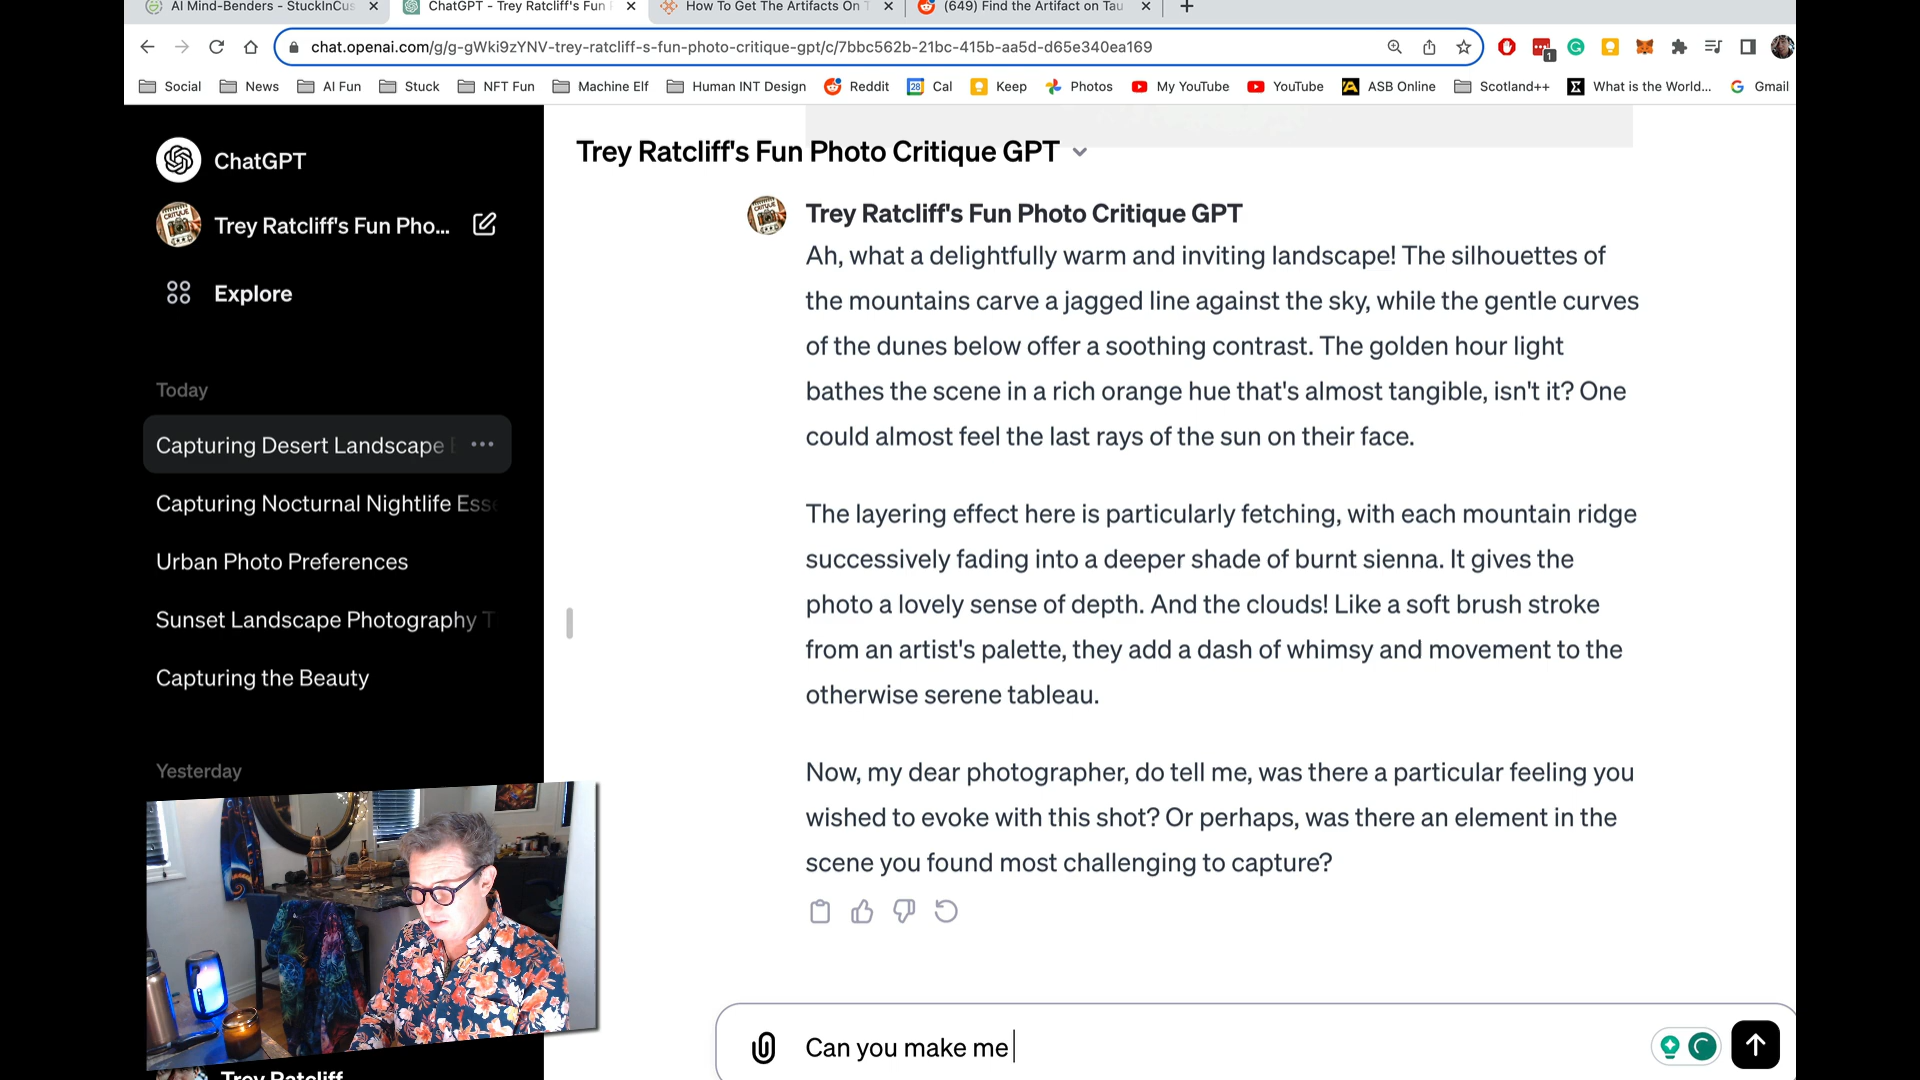 AI Mind-Benders - StuckInCus
ChatGPT - Trey Ratcliff's Fun
How To Get The Artifacts On T
(649) Find the Artifact on Tau
chat.openai.com/g/g-gWki9zYNV-trey-ratcliff-s-fun-photo-critique-gpt/c/7bbc562b-21bc-415b-aa5d-d65e340ea169
1
Social News AI Fun Stuck NFT Fun Machine Elf Human INT Design Reddit 28 Cal Keep Photos My YouTube YouTube ASB Online Scotland++ What is the World... Gmail
ChatGPT
Trey Ratcliff's Fun Pho...
Explore
Today
Capturing Desert Landscape
Capturing Nocturnal Nightlife Esse
Urban Photo Preferences
Sunset Landscape Photography T
Capturing the Beauty
Yesterday
Trey Ratcliff
Trey Ratcliff's Fun Photo Critique GPT
CRITIQUE
Trey Ratcliff's Fun Photo Critique GPT
Ah, what a delightfully warm and inviting landscape! The silhouettes of
the mountains carve a jagged line against the sky, while the gentle curves
of the dunes below offer a soothing contrast. The golden hour light
bathes the scene in a rich orange hue that's almost tangible, isn't it? One
could almost feel the last rays of the sun on their face.
The layering effect here is particularly fetching, with each mountain ridge
successively fading into a deeper shade of burnt sienna. It gives the
photo a lovely sense of depth. And the clouds! Like a soft brush stroke
from an artist's palette, they add a dash of whimsy and movement to the
otherwise serene tableau.
Now, my dear photographer, do tell me, was there a particular feeling you
wished to evoke with this shot? Or perhaps, was there an element in the
scene you found most challenging to capture?
Can you make me